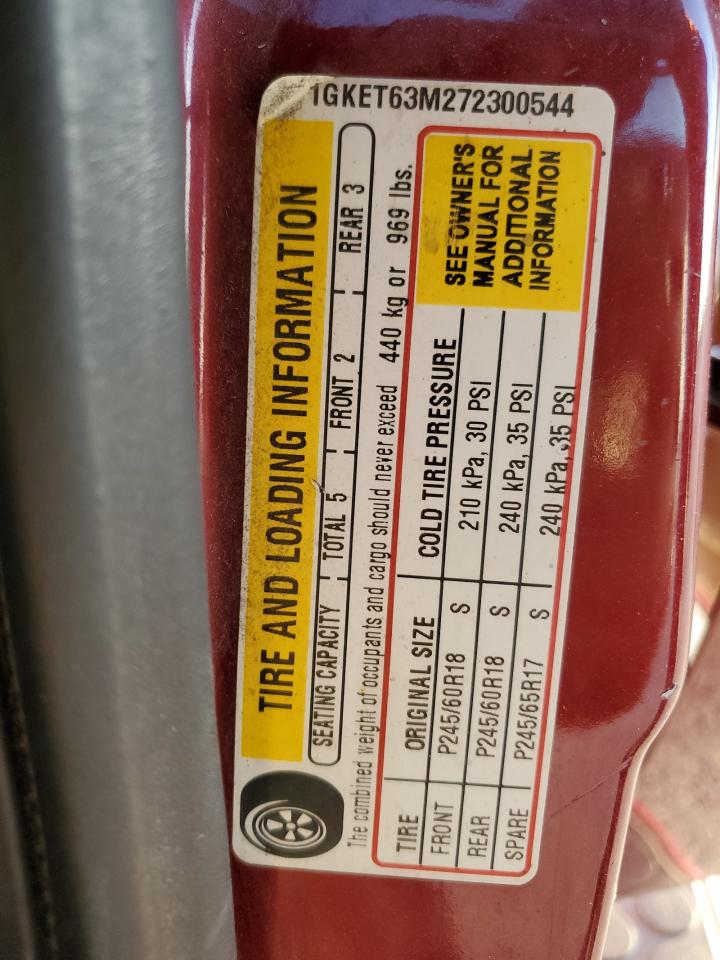 1GKET63M272300544
TIRE AND LOADING INFORMATION
SEATING CAPACITY TOTAL 5 FRONT 2 REAR 3
The combined weight of occupants and cargo should never exceed 440 kg or 969 lbs.
TIRE ORIGINAL SIZE COLD TIRE PRESSURE
FRONT P245/60R18 S 210 kPa, 30 PSI
REAR P245/60R18 S 240 kPa, 35 PSI
SPARE P245/65R17 S 240 kPa, 35 PSI
SEE OWNER'S
MANUAL FOR
ADDITIONAL
INFORMATION